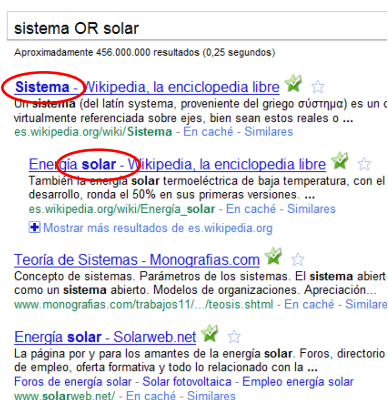 sistema OR solar
Aproximadamente 456.000.000 resultados (0,25 segundos)
Sistema - Wikipedia, la enciclopedia libre
Un sistema (del latín systema, proveniente del griego σύστημα) es un
virtualmente referenciada sobre ejes, bien sean estos reales o ...
es.wikipedia.org/wiki/Sistema - En caché - Similares
Energía solar - Wikipedia, la enciclopedia libre
También la energía solar termoeléctrica de baja temperatura, con el
desarrollo, ronda el 50% en sus primeras versiones. ...
es.wikipedia.org/wiki/Energía_solar - En caché - Similares
Mostrar más resultados de es.wikipedia.org
Teoría de Sistemas - Monografias.com
Concepto de sistemas. Parámetros de los sistemas. El sistema abiert
como un sistema abierto. Modelos de organizaciones. Apreciación...
www.monografias.com/trabajos11/.../teosis.shtml - En caché - Similare
Energía solar - Solarweb.net
La página por y para los amantes de la energía solar. Foros, directorio
de empleo, oferta formativa y todo lo relacionado con la ...
Foros de energía solar - Solar fotovoltaica - Empleo energía solar
www.solarweb.net/ - En caché - Similares